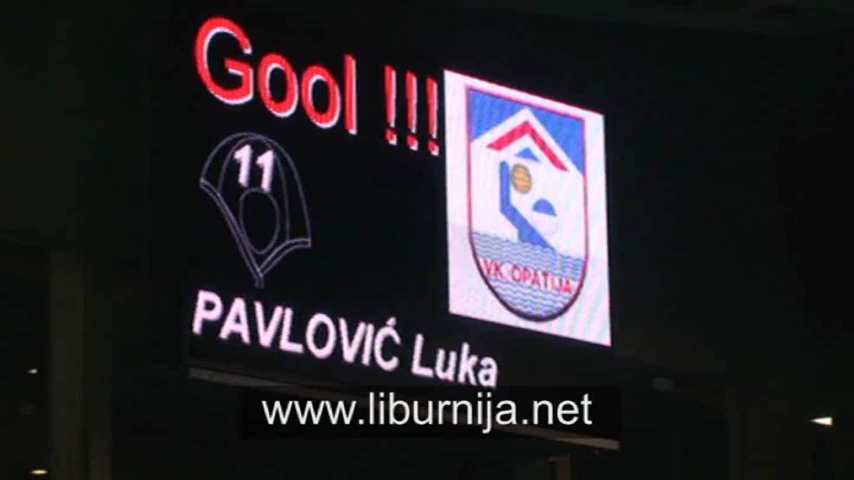 Gool !!!
11
VK OPATIJA
PAVLOVIĆ Luka
www.liburnija.net